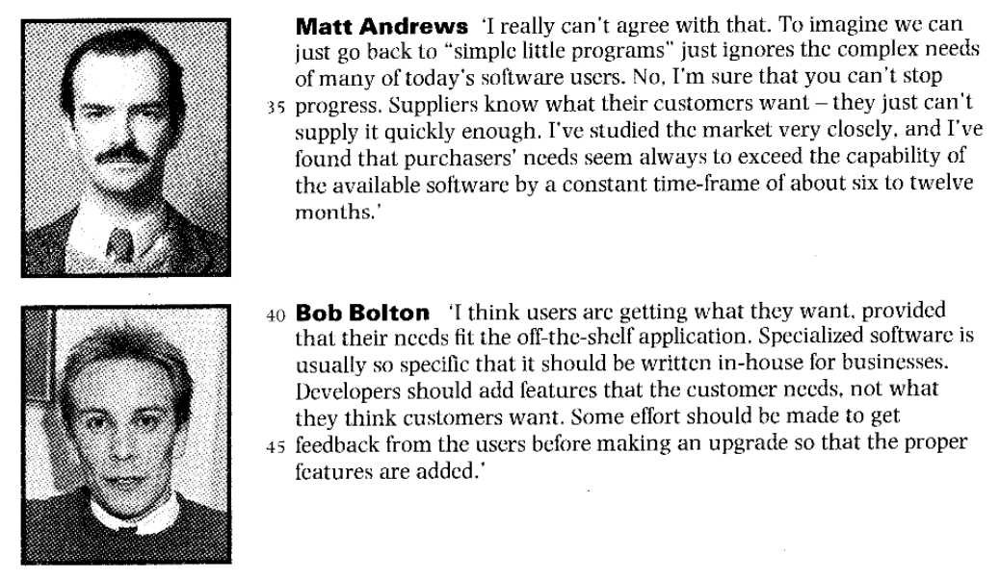 Matt Andrews 'I really can't agree with that. To imagine we can
just go back to “simple little programs” just ignores the complex needs
of many of today's software users. No, I'm sure that you can't stop
35 progress. Suppliers know what their customers want – they just can't
supply it quickly enough. I've studied the market very closely, and I've
found that purchasers' needs seem always to exceed the capability of
the available software by a constant time-frame of about six to twelve
months.'
40 Bob Bolton 'I think users are getting what they want, provided
that their needs fit the off-the-shelf application. Specialized software is
usually so specific that it should be written in-house for businesses.
Developers should add features that the customer needs, not what
they think customers want. Some effort should be made to get
45 feedback from the users before making an upgrade so that the proper
features are added.'